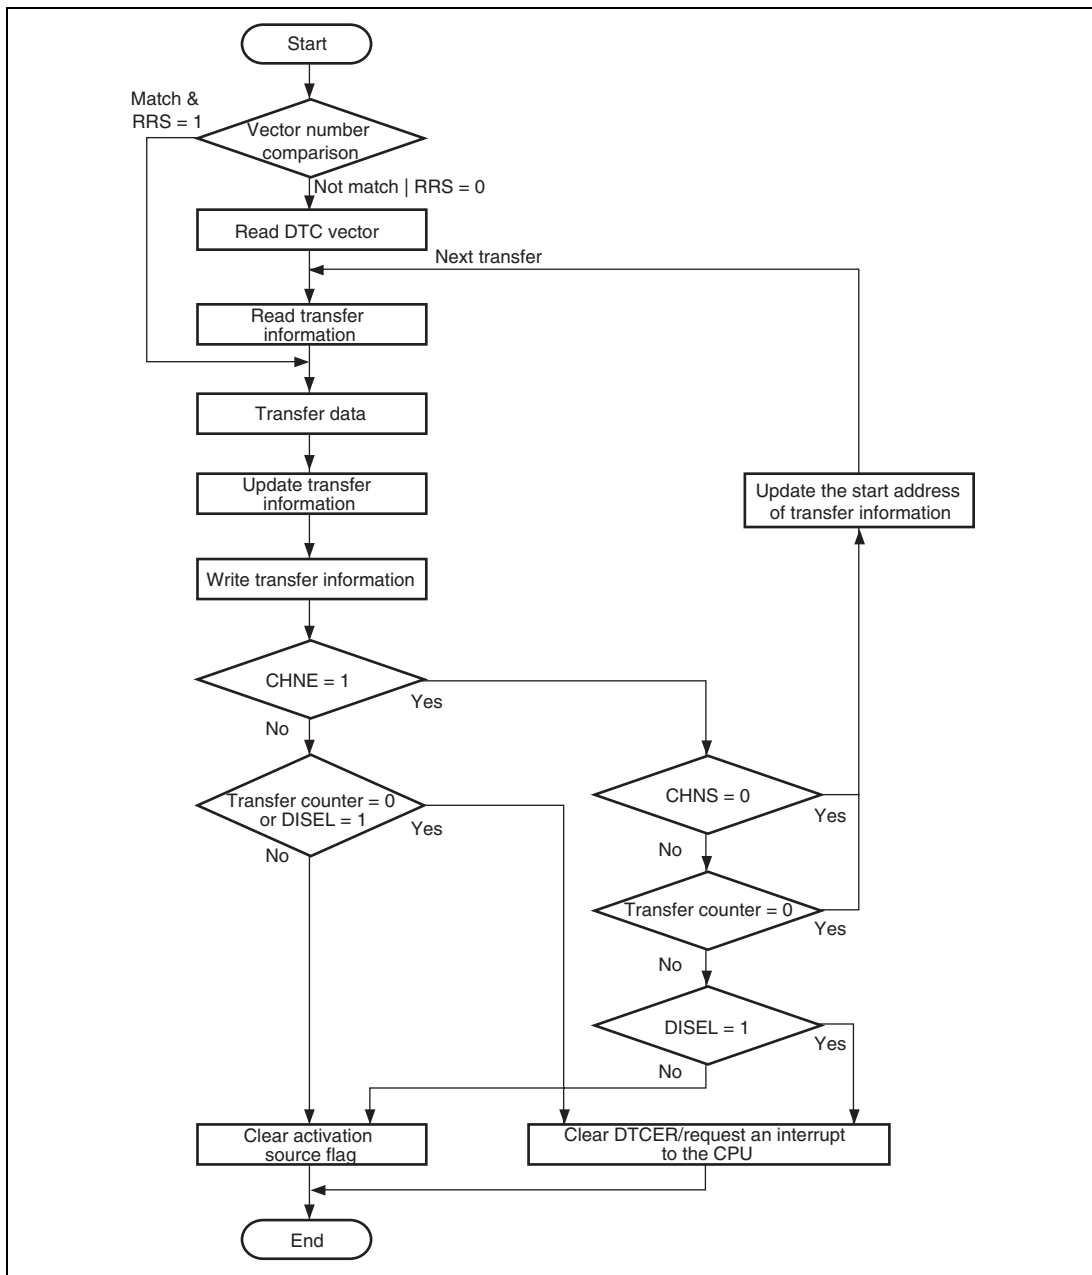 Start
Match &
RRS = 1
Vector number
comparison
Not match | RRS = 0
Read DTC vector
Next transfer
Read transfer
information
Transfer data
Update transfer
information
Update the start address
of transfer information
Write transfer information
CHNE = 1
Yes
No
CHNS = 0
Yes
Transfer counter = 0
or DISEL = 1
Yes
No
No
Transfer counter = 0
Yes
No
DISEL = 1
Yes
No
Clear activation
source flag
Clear DTCER/request an interrupt
to the CPU
End